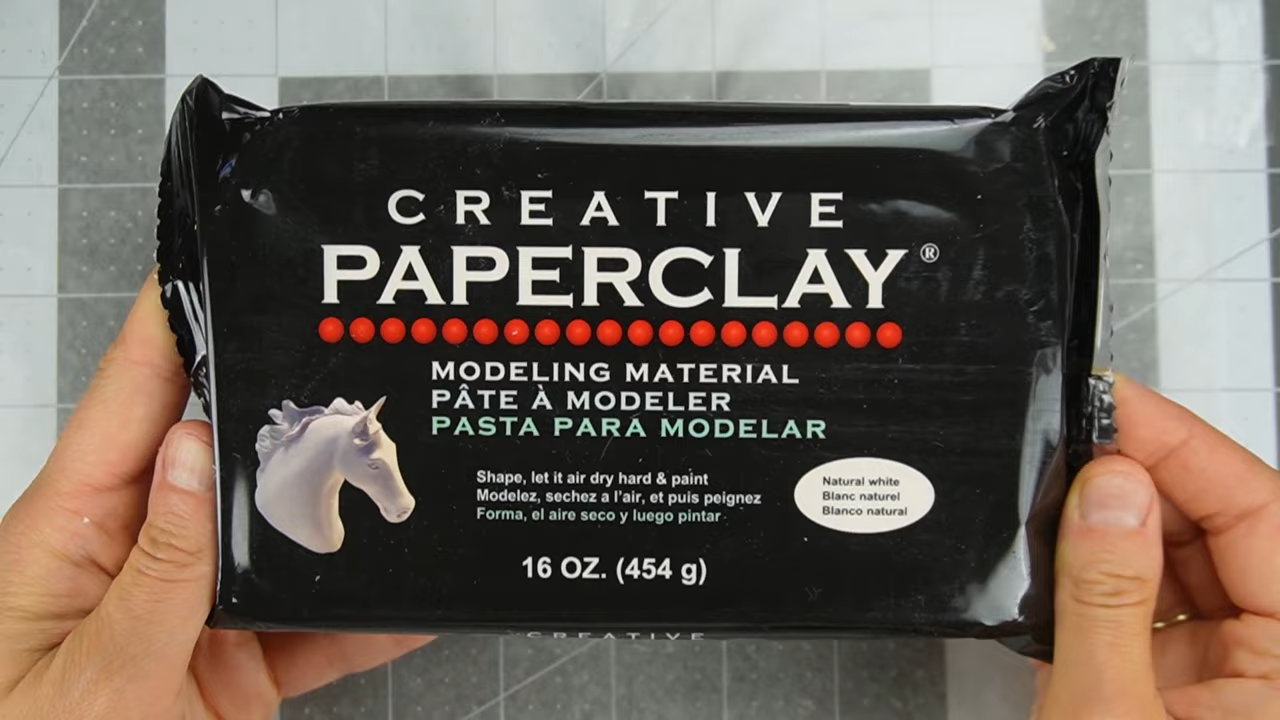 CREATIVE
PAPERCLAY®
MODELING MATERIAL
PÂTE À MODELER
PASTA PARA MODELAR
Shape, let it air dry hard & paint
Modelez, sechez a l'air, et puis peignez
Forma, el aire seco y luego pintar
Natural white
Blanc naturel
Blanco natural
16 OZ. (454 g)
CREATIVE